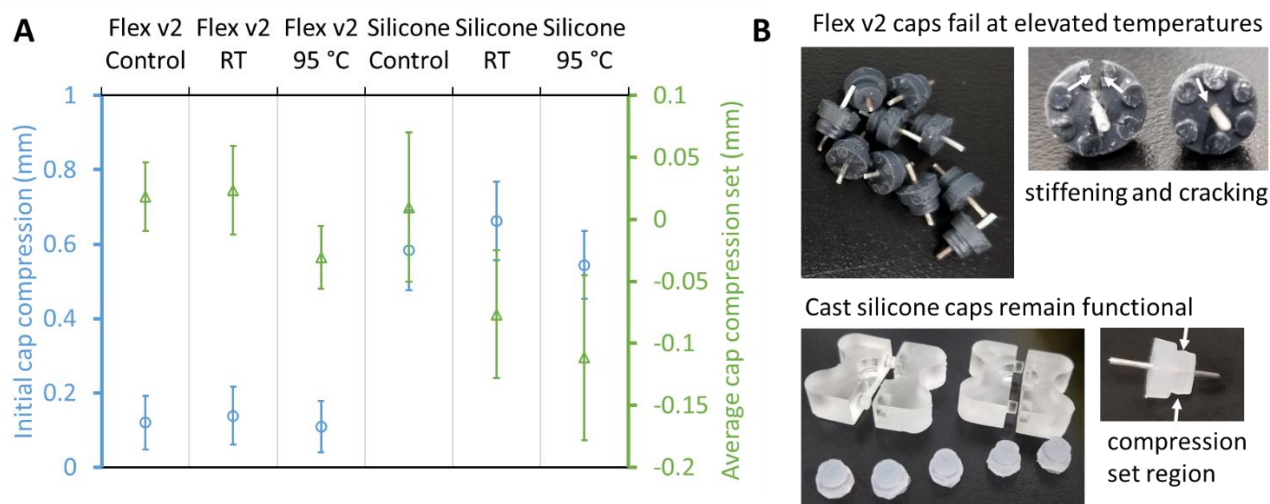 A
Flex v2 Flex v2 Flex v2 Silicone Silicone Silicone
Control RT 95 °C Control RT 95 °C
1
0.8
0.6
0.4
0.2
0
Initial cap compression (mm)
0.1
0.05
0
-0.05
-0.1
-0.15
-0.2
Average cap compression set (mm)
B
Flex v2 caps fail at elevated temperatures
stiffening and cracking
Cast silicone caps remain functional
compression
set region